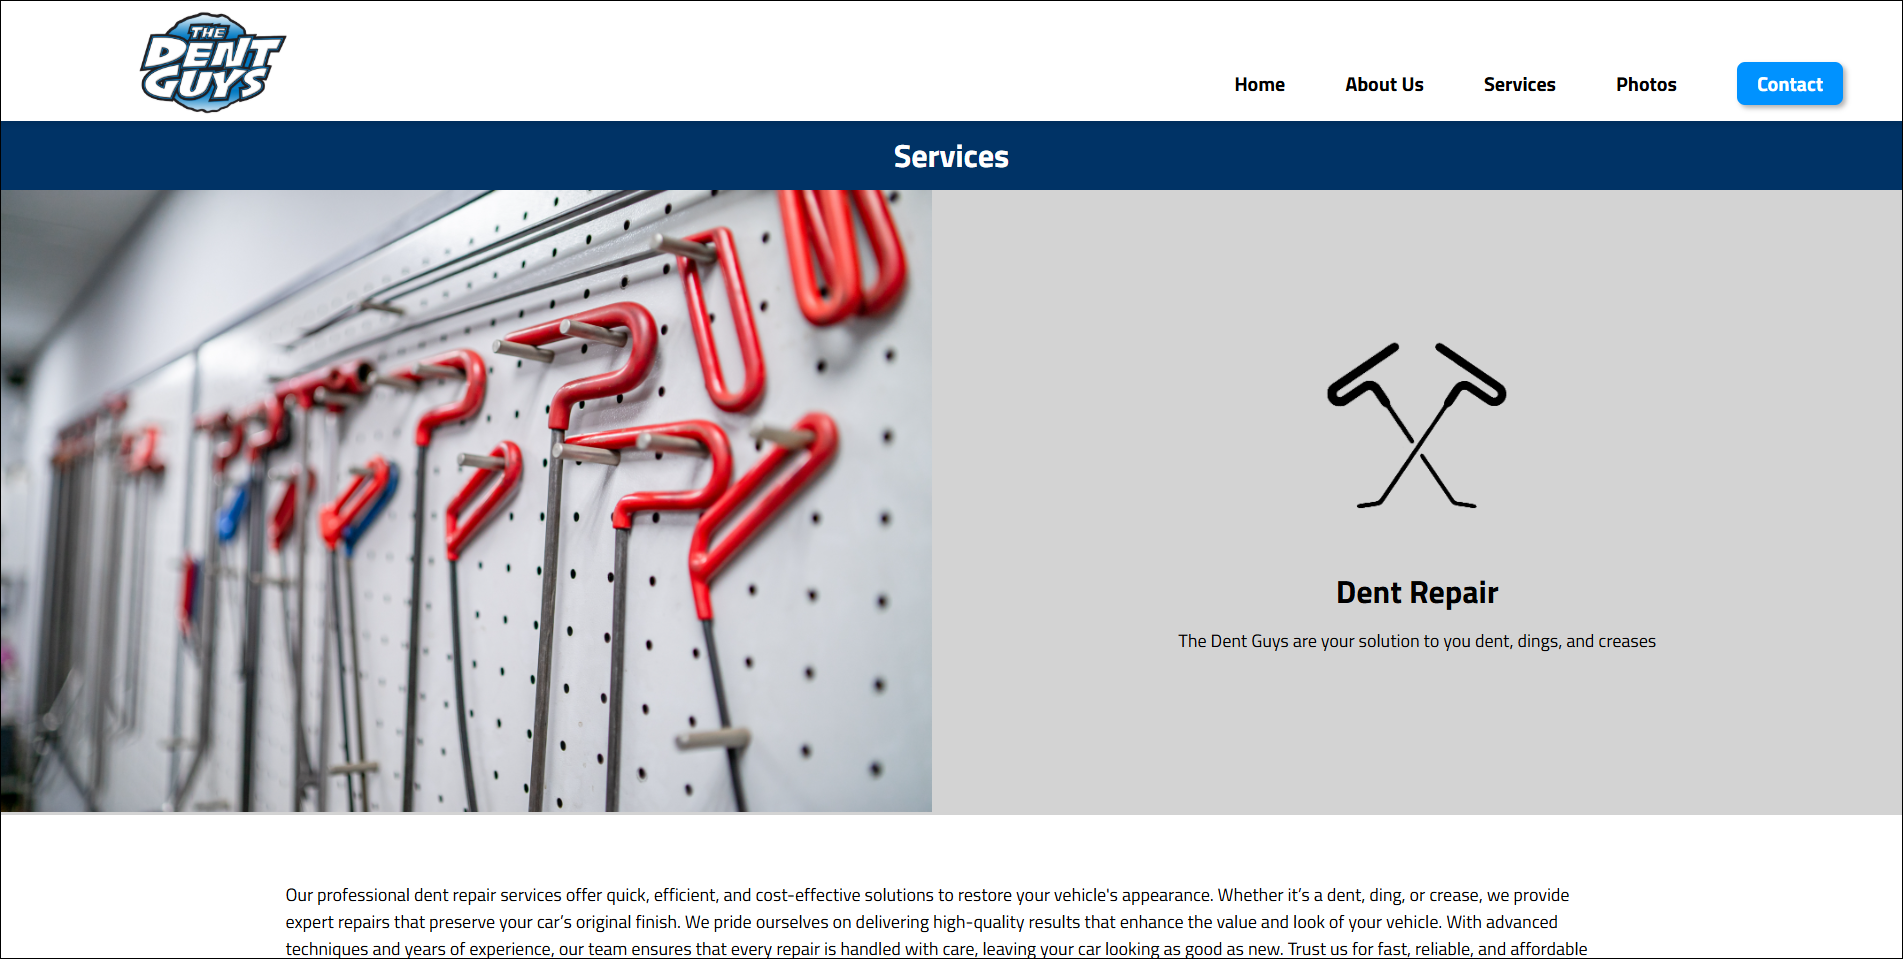 THE
DENT
GUYS
Home
About Us
Services
Photos
Contact
Services
Dent Repair
The Dent Guys are your solution to you dent, dings, and creases
Our professional dent repair services offer quick, efficient, and cost-effective solutions to restore your vehicle's appearance. Whether it’s a dent, ding, or crease, we provide
expert repairs that preserve your car’s original finish. We pride ourselves on delivering high-quality results that enhance the value and look of your vehicle. With advanced
techniques and years of experience, our team ensures that every repair is handled with care, leaving your car looking as good as new. Trust us for fast, reliable, and affordable